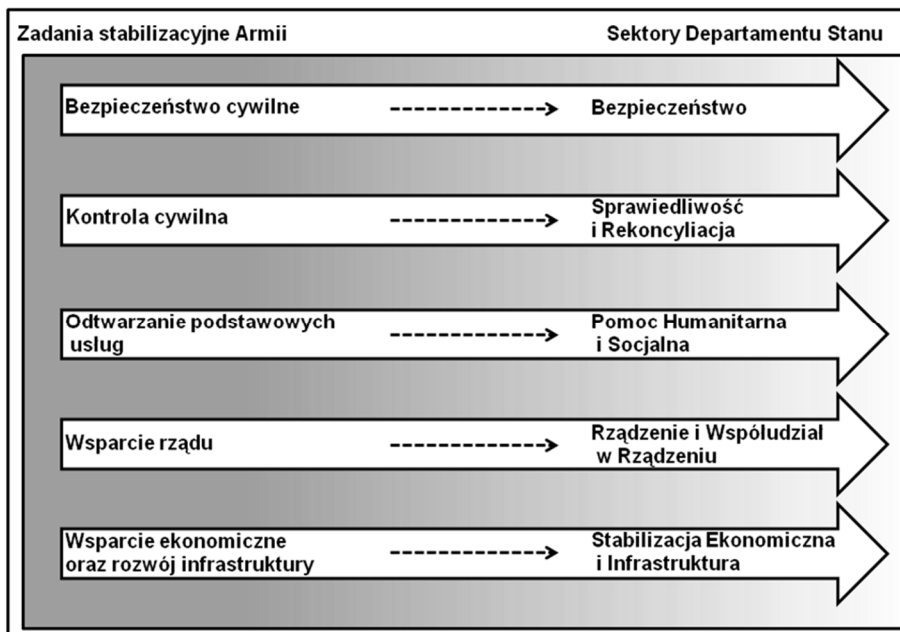 Zadania stabilizacyjne Armii
Sektory Departamentu Stanu
Bezpieczeństwo cywilne
Bezpieczeństwo
Kontrola cywilna
Sprawiedliwość
i Rekoncyliacja
Odtwarzanie podstawowych
uslug
Pomoc Humanitarna
i Socjalna
Wsparcie rządu
Rządzenie i Wspóludzial
w Rządzeniu
Wsparcie ekonomiczne
oraz rozwój infrastruktury
Stabilizacja Ekonomiczna
i Infrastruktura